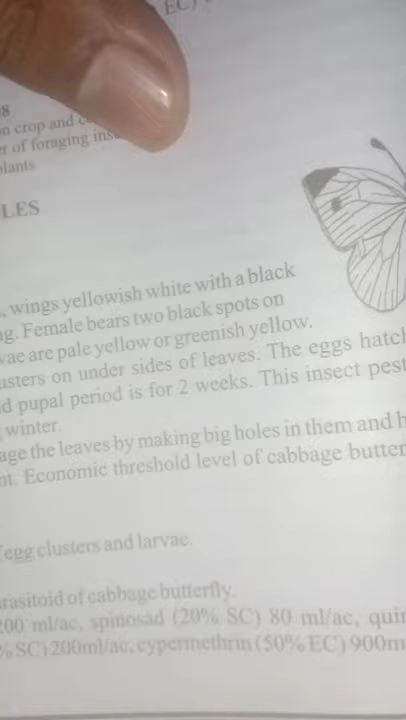 EC)
8
n crop and
r of foraging ins
plants
LES
, wings yellowish white with a black
ng. Female bears two black spots on
vae are pale yellow or greenish yellow.
usters on under sides of leaves. The eggs hatch
d pupal period is for 2 weeks. This insect pest
winter.
age the leaves by making big holes in them and h
nt. Economic threshold level of cabbage butter
egg clusters and larvae.
rasitoid of cabbage butterfly.
200 ml/ac, spinosad (20% SC) 80 ml/ac, quin
% SC) 200ml/ac, cypermethrin (50% EC) 900m